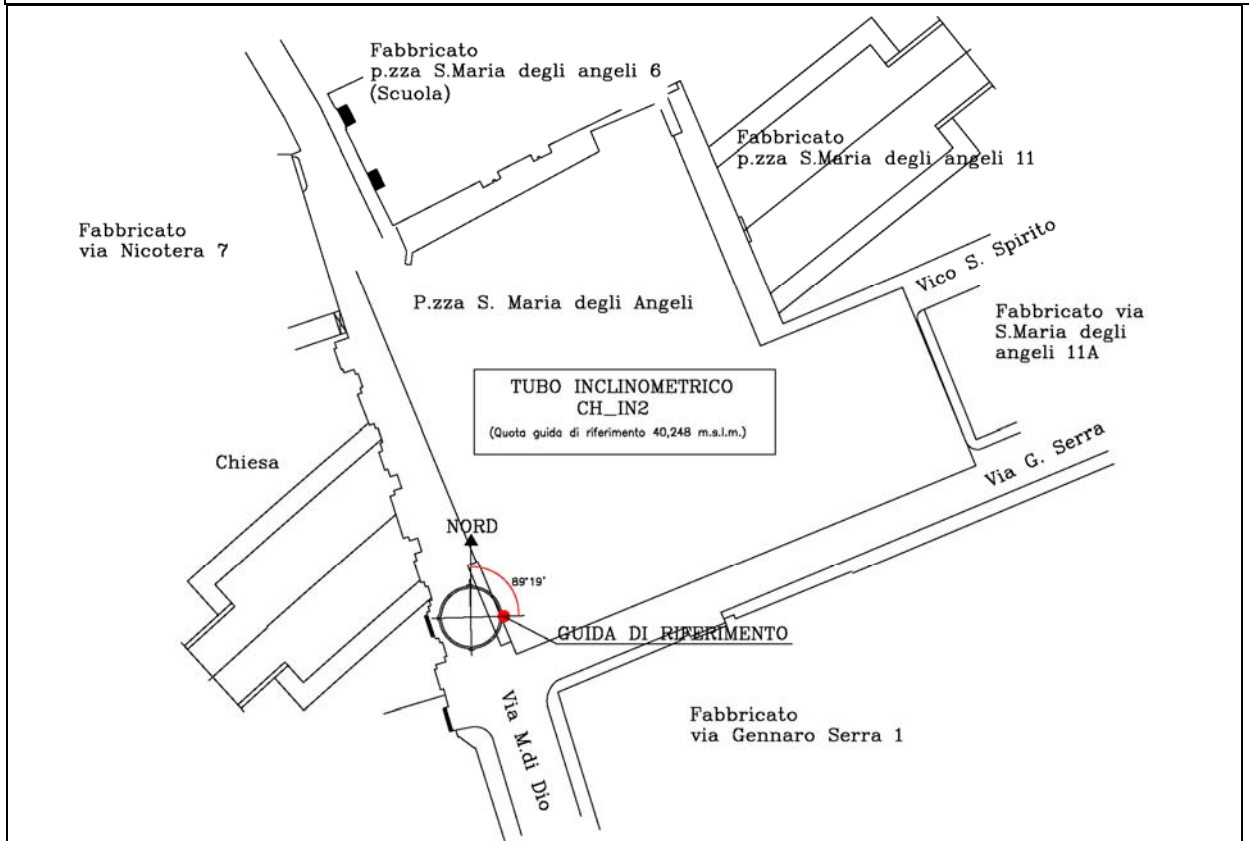 Fabbricato
p.zza S.Maria degli angeli 6
(Scuola)
Fabbricato
p.zza S.Maria degli angeli 11
Fabbricato
via Nicotera 7
Vico S. Spirito
P.zza S. Maria degli Angeli
Fabbricato via
S.Maria degli
angeli 11A
TUBO INCLINOMETRICO
CH_IN2
(Quota guida di riferimento 40,248 m.s.l.m.)
Chiesa
Via G. Serra
NORD
89°19'
GUIDA DI RIFERIMENTO
Via M.di Dio
Fabbricato
via Gennaro Serra 1